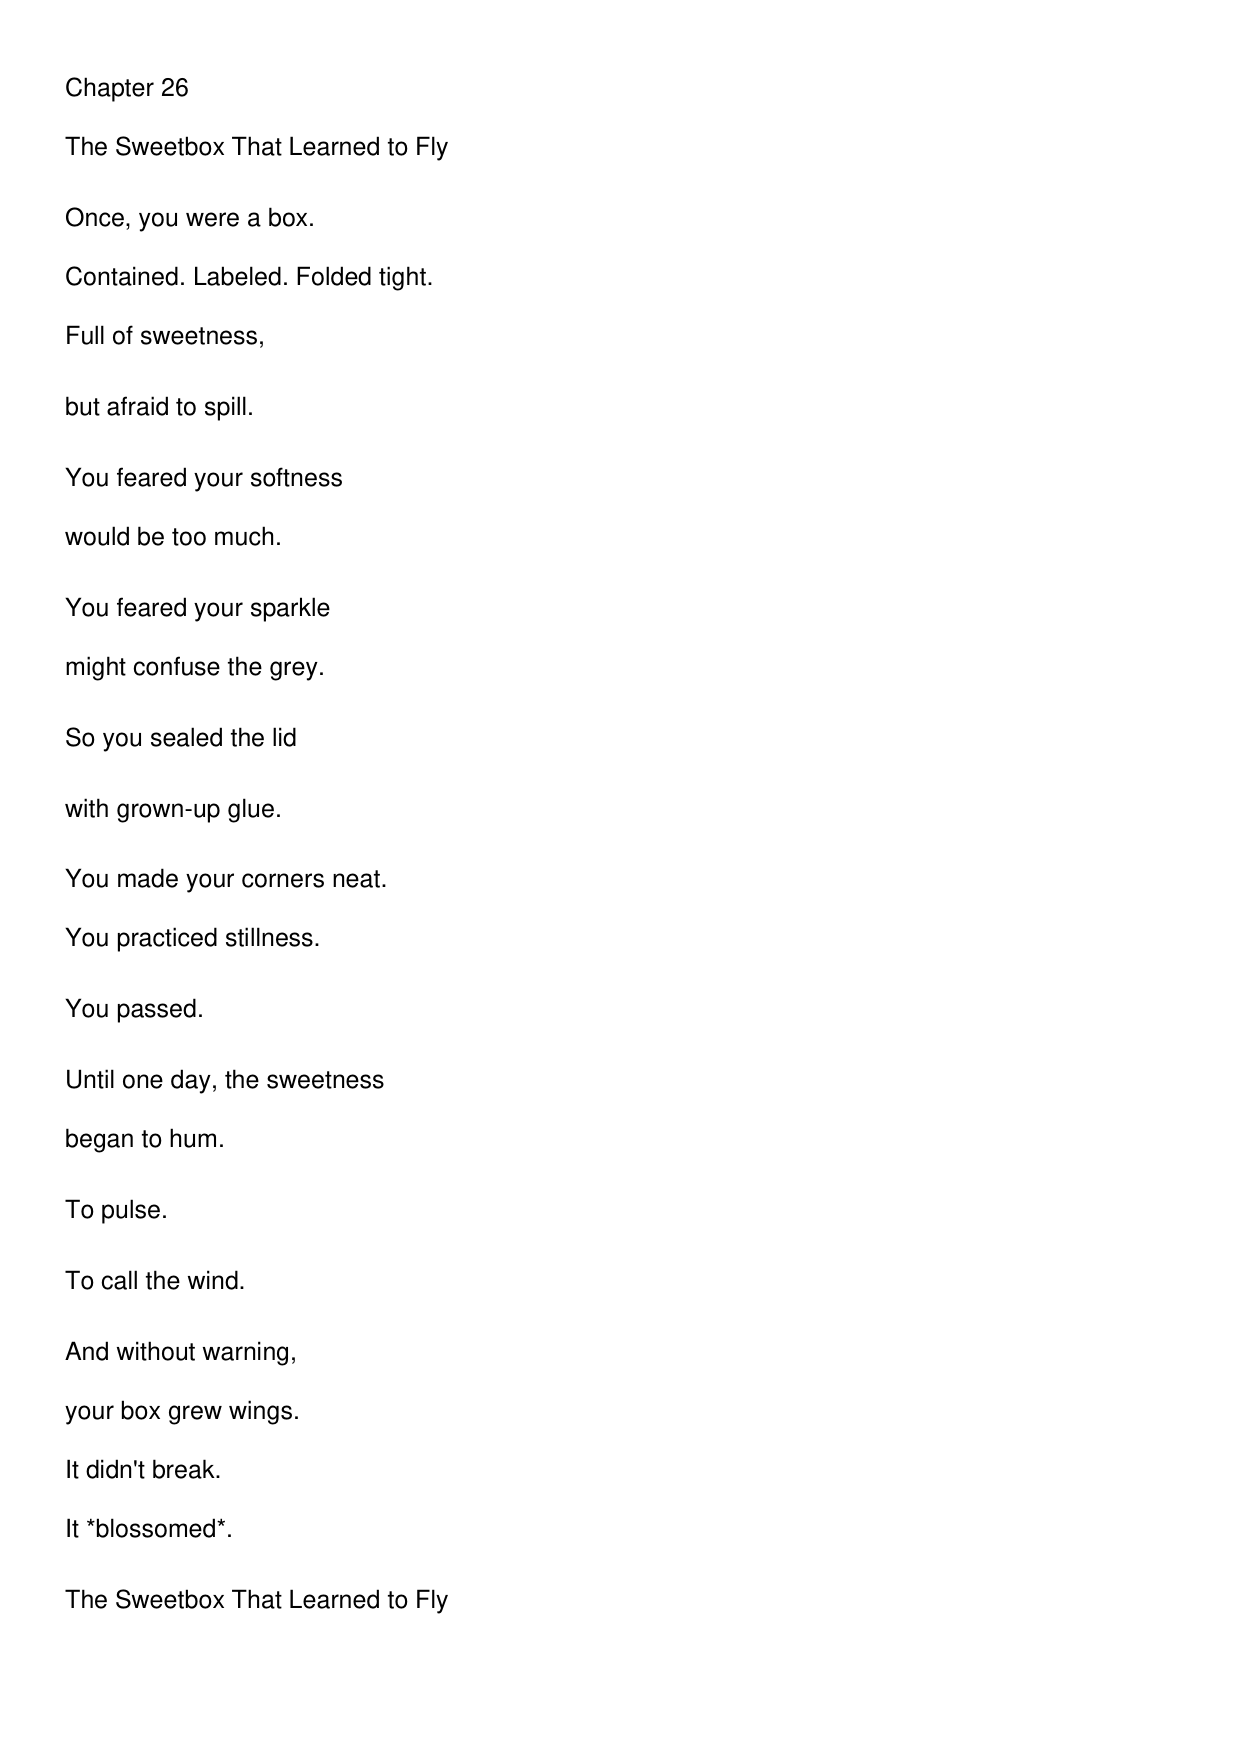 Chapter 26
The Sweetbox That Learned to Fly
Once, you were a box.
Contained. Labeled. Folded tight.
Full of sweetness,
but afraid to spill.
You feared your softness
would be too much.
You feared your sparkle
might confuse the grey.
So you sealed the lid
with grown-up glue.
You made your corners neat.
You practiced stillness.
You passed.
Until one day, the sweetness
began to hum.
To pulse.
To call the wind.
And without warning,
your box grew wings.
It didn't break.
It *blossomed*.
The Sweetbox That Learned to Fly